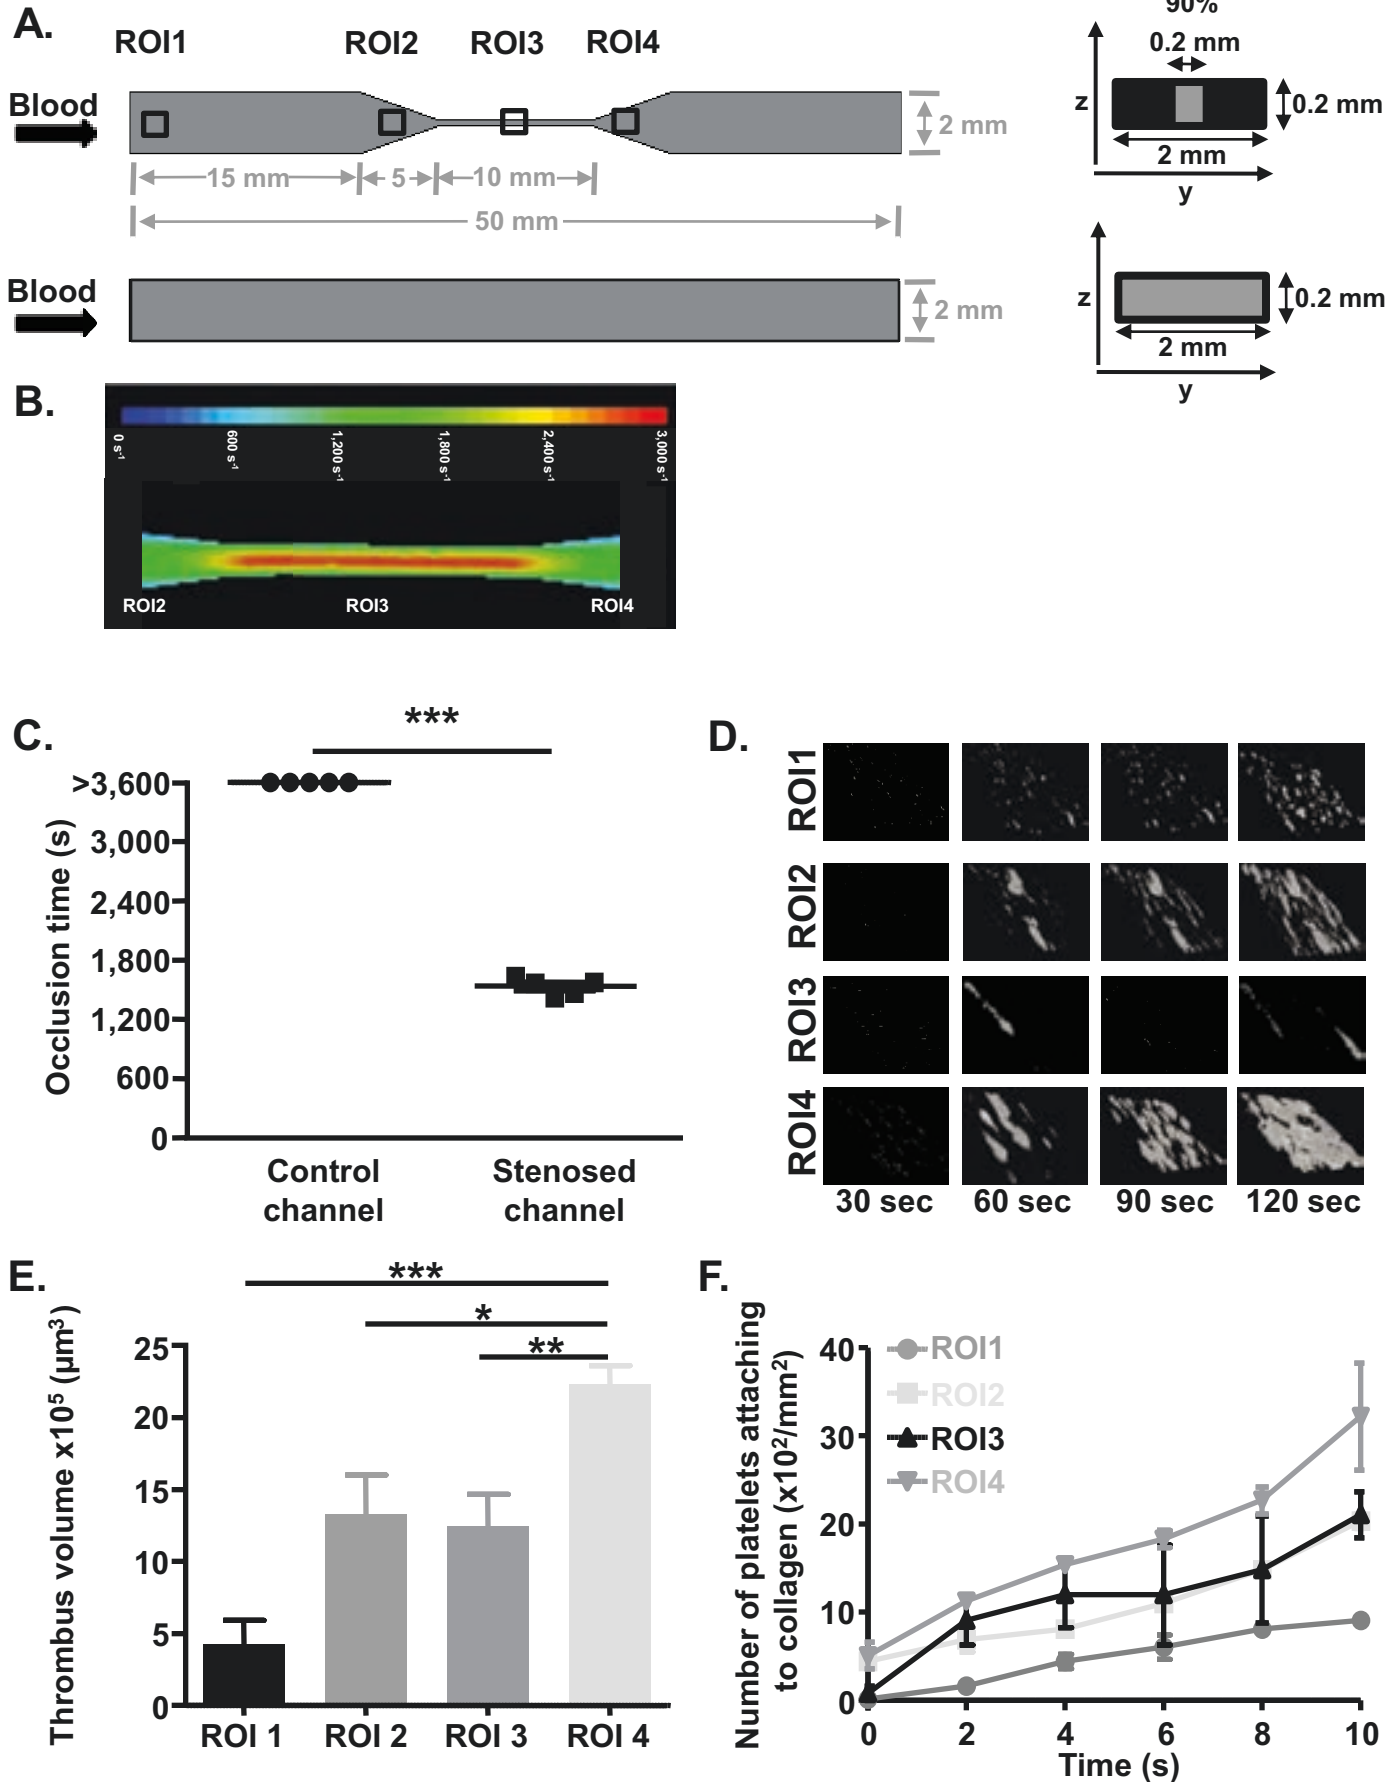 A.
ROI1 ROI2 ROI3 ROI4
Blood
2 mm
15 mm 5 10 mm
50 mm
90%
0.2 mm
z
0.2 mm
2 mm
y
Blood
2 mm
z
0.2 mm
2 mm
y
B.
0 s-1 600 s-1 1,200 s-1 1,800 s-1 2,400 s-1 3,000 s-1
ROI2 ROI3 ROI4
C.
***
Occlusion time (s)
>3,600
3,000
2,400
1,800
1,200
600
0
Control channel
Stenosed channel
D.
ROI1
ROI2
ROI3
ROI4
30 sec 60 sec 90 sec 120 sec
E.
***
*
**
Thrombus volume x10⁵ (µm³)
25
20
15
10
5
0
ROI 1 ROI 2 ROI 3 ROI 4
F.
Number of platelets attaching
to collagen (x10²/mm²)
40
30
20
10
0
ROI1
ROI2
ROI3
ROI4
0 2 4 6 8 10
Time (s)